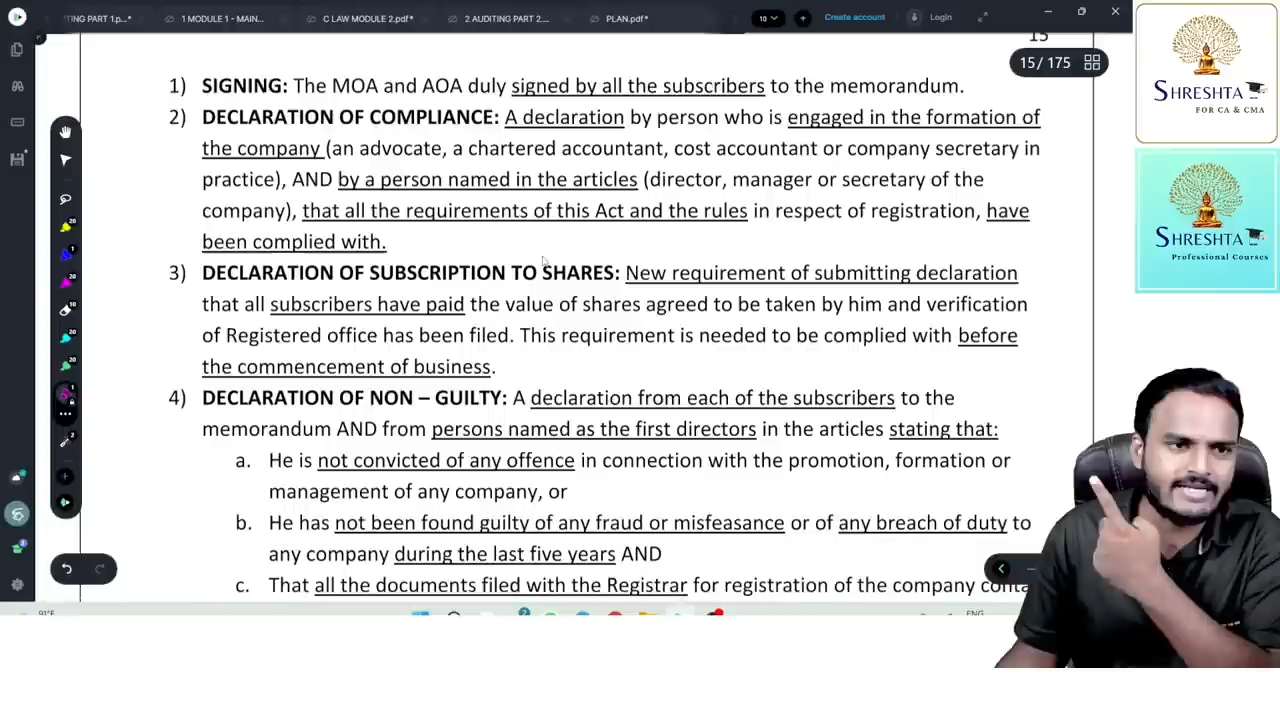 TING PART 1.p...*
1 MODULE 1 - MAIN...
C LAW MODULE 2.pdf*
2 AUDITING PART 2....
PLAN.pdf*
10
Create account
Login
15
15 / 175
1) SIGNING: The MOA and AOA duly signed by all the subscribers to the memorandum.
2) DECLARATION OF COMPLIANCE: A declaration by person who is engaged in the formation of
the company (an advocate, a chartered accountant, cost accountant or company secretary in
practice), AND by a person named in the articles (director, manager or secretary of the
company), that all the requirements of this Act and the rules in respect of registration, have
been complied with.
3) DECLARATION OF SUBSCRIPTION TO SHARES: New requirement of submitting declaration
that all subscribers have paid the value of shares agreed to be taken by him and verification
of Registered office has been filed. This requirement is needed to be complied with before
the commencement of business.
4) DECLARATION OF NON – GUILTY: A declaration from each of the subscribers to the
memorandum AND from persons named as the first directors in the articles stating that:
a. He is not convicted of any offence in connection with the promotion, formation or
management of any company, or
b. He has not been found guilty of any fraud or misfeasance or of any breach of duty to
any company during the last five years AND
c. That all the documents filed with the Registrar for registration of the company
SHRESHTA
FOR CA & CMA
SHRESHTA
Professional Courses
91°F
ENG